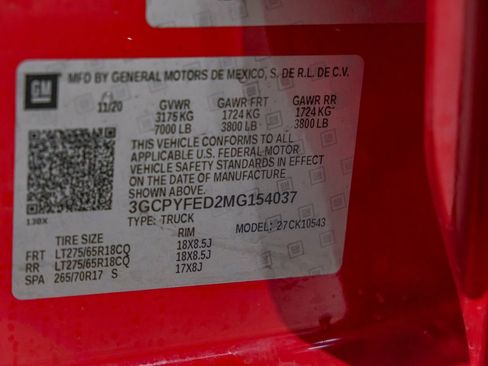 MFD BY GENERAL MOTORS DE MEXICO, S. DE R.L. DE C.V.
GM
11/20 GVWR GAWR FRT GAWR RR
3175 KG 1724 KG 1724 KG
7000 LB 3800 LB 3800 LB
THIS VEHICLE CONFORMS TO ALL
APPLICABLE U.S. FEDERAL MOTOR
VEHICLE SAFETY STANDARDS IN EFFECT
ON THE DATE OF MANUFACTURE
SHOWN ABOVE.
3GCPYFED2MG154037
138X
TYPE: TRUCK MODEL: 27CK10543
TIRE SIZE RIM
FRT LT275/65R18CQ 18X8.5J
RR LT275/65R18CQ 18X8.5J
SPA 265/70R17 S 17X8J